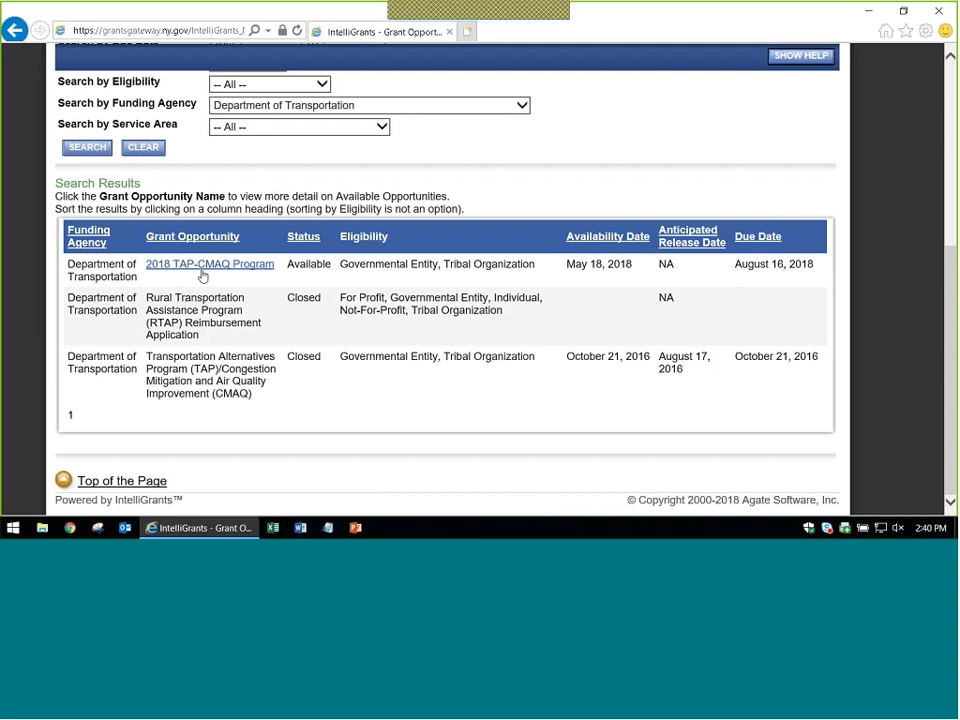 https://grantsgateway.ny.gov/IntelliGrants_
IntelliGrants - Grant Opport...
SHOW HELP
Search by Eligibility
-- All --
Search by Funding Agency
Department of Transportation
Search by Service Area
-- All --
SEARCH
CLEAR
Search Results
Click the Grant Opportunity Name to view more detail on Available Opportunities.
Sort the results by clicking on a column heading (sorting by Eligibility is not an option).
Funding
Agency
Grant Opportunity
Status
Eligibility
Availability Date
Anticipated
Release Date
Due Date
Department of
Transportation
2018 TAP-CMAQ Program
Available
Governmental Entity, Tribal Organization
May 18, 2018
NA
August 16, 2018
Department of
Transportation
Rural Transportation
Assistance Program
(RTAP) Reimbursement
Application
Closed
For Profit, Governmental Entity, Individual,
Not-For-Profit, Tribal Organization
NA
Department of
Transportation
Transportation Alternatives
Program (TAP)/Congestion
Mitigation and Air Quality
Improvement (CMAQ)
Closed
Governmental Entity, Tribal Organization
October 21, 2016
August 17,
2016
October 21, 2016
1
Top of the Page
Powered by IntelliGrants™
© Copyright 2000-2018 Agate Software, Inc.
IntelliGrants - Grant O...
2:40 PM